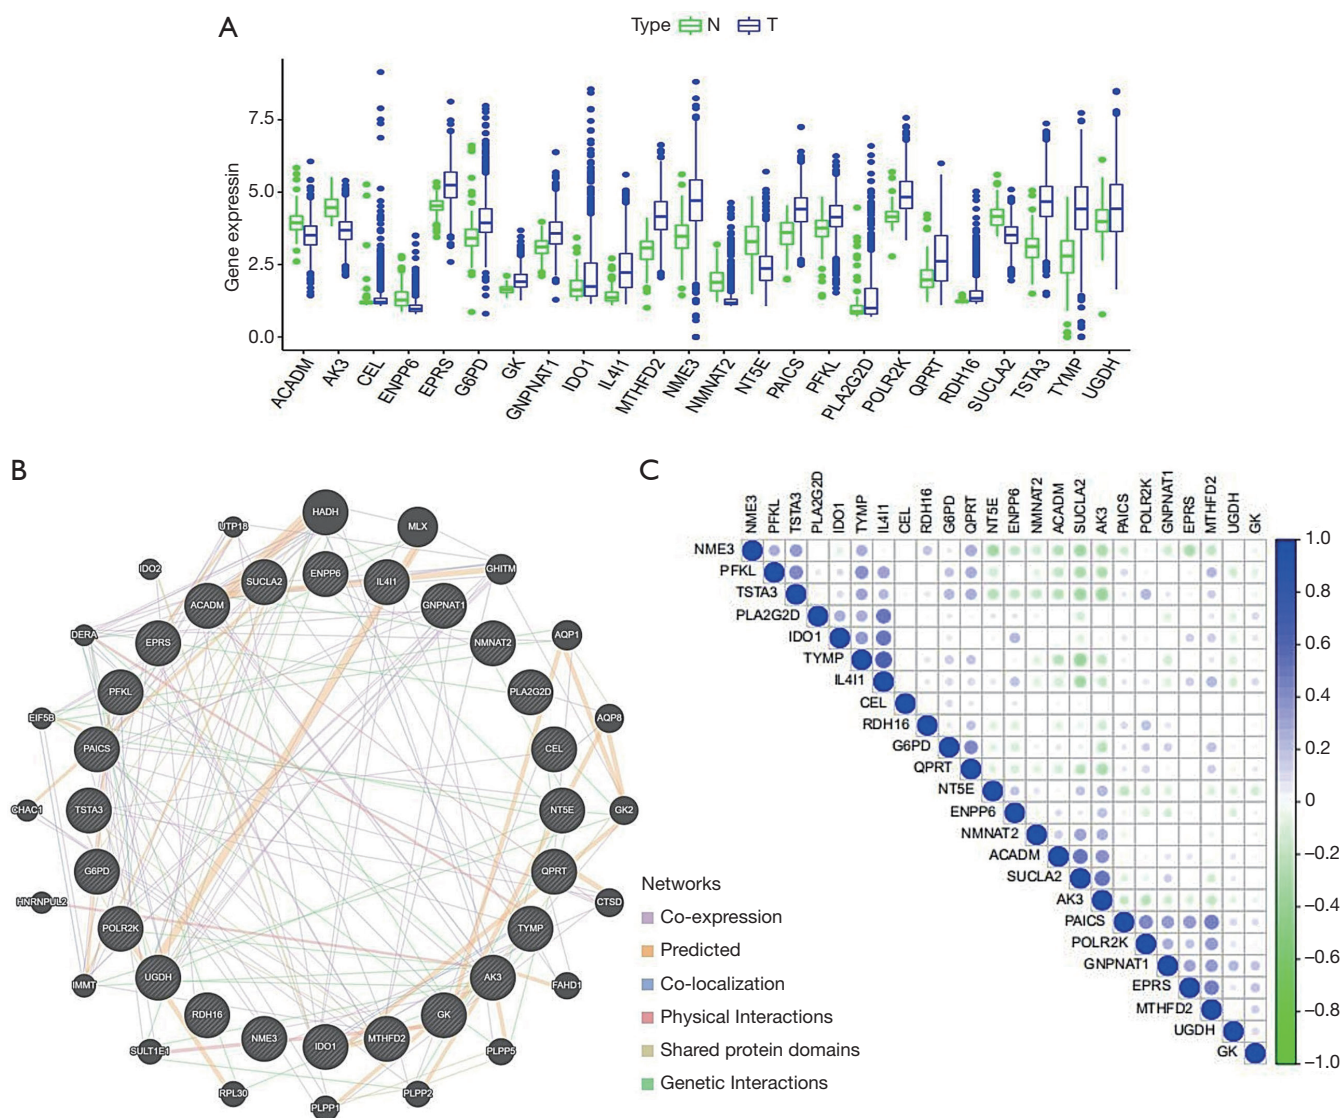 A
Type N T
Gene expressin
7.5
5.0
2.5
0.0
ACADM
AK3
CEL
ENPP6
EPRS
G6PD
GK
GNPNAT1
IDO1
IL4I1
MTHFD2
NME3
NMNAT2
NT5E
PAICS
PFKL
PLA2G2D
POLR2K
QPRT
RDH16
SUCLA2
TSTA3
TYMP
UGDH
B
HADH
MLX
UTP18
IDO2
GHITM
DERA
AQP1
EIF5B
AQP8
CHAC1
GK2
HNRNPUL2
CTSD
IMMT
FAHD1
SULT1E1
PLPP5
RPL30
PLPP2
PLPP1
ENPP6
SUCLA2
IL4I1
ACADM
GNPNAT1
EPRS
NMNAT2
PFKL
PLA2G2D
PAICS
CEL
TSTA3
NT5E
G6PD
QPRT
POLR2K
TYMP
UGDH
AK3
RDH16
GK
NME3
IDO1
MTHFD2
Networks
Co-expression
Predicted
Co-localization
Physical Interactions
Shared protein domains
Genetic Interactions
C
NME3
PFKL
TSTA3
PLA2G2D
IDO1
TYMP
IL4I1
CEL
RDH16
G6PD
QPRT
NT5E
ENPP6
NMNAT2
ACADM
SUCLA2
AK3
PAICS
POLR2K
GNPNAT1
EPRS
MTHFD2
UGDH
GK
NME3
PFKL
TSTA3
PLA2G2D
IDO1
TYMP
IL4I1
CEL
RDH16
G6PD
QPRT
NT5E
ENPP6
NMNAT2
ACADM
SUCLA2
AK3
PAICS
POLR2K
GNPNAT1
EPRS
MTHFD2
UGDH
GK
1.0
0.8
0.6
0.4
0.2
0
−0.2
−0.4
−0.6
−0.8
−1.0